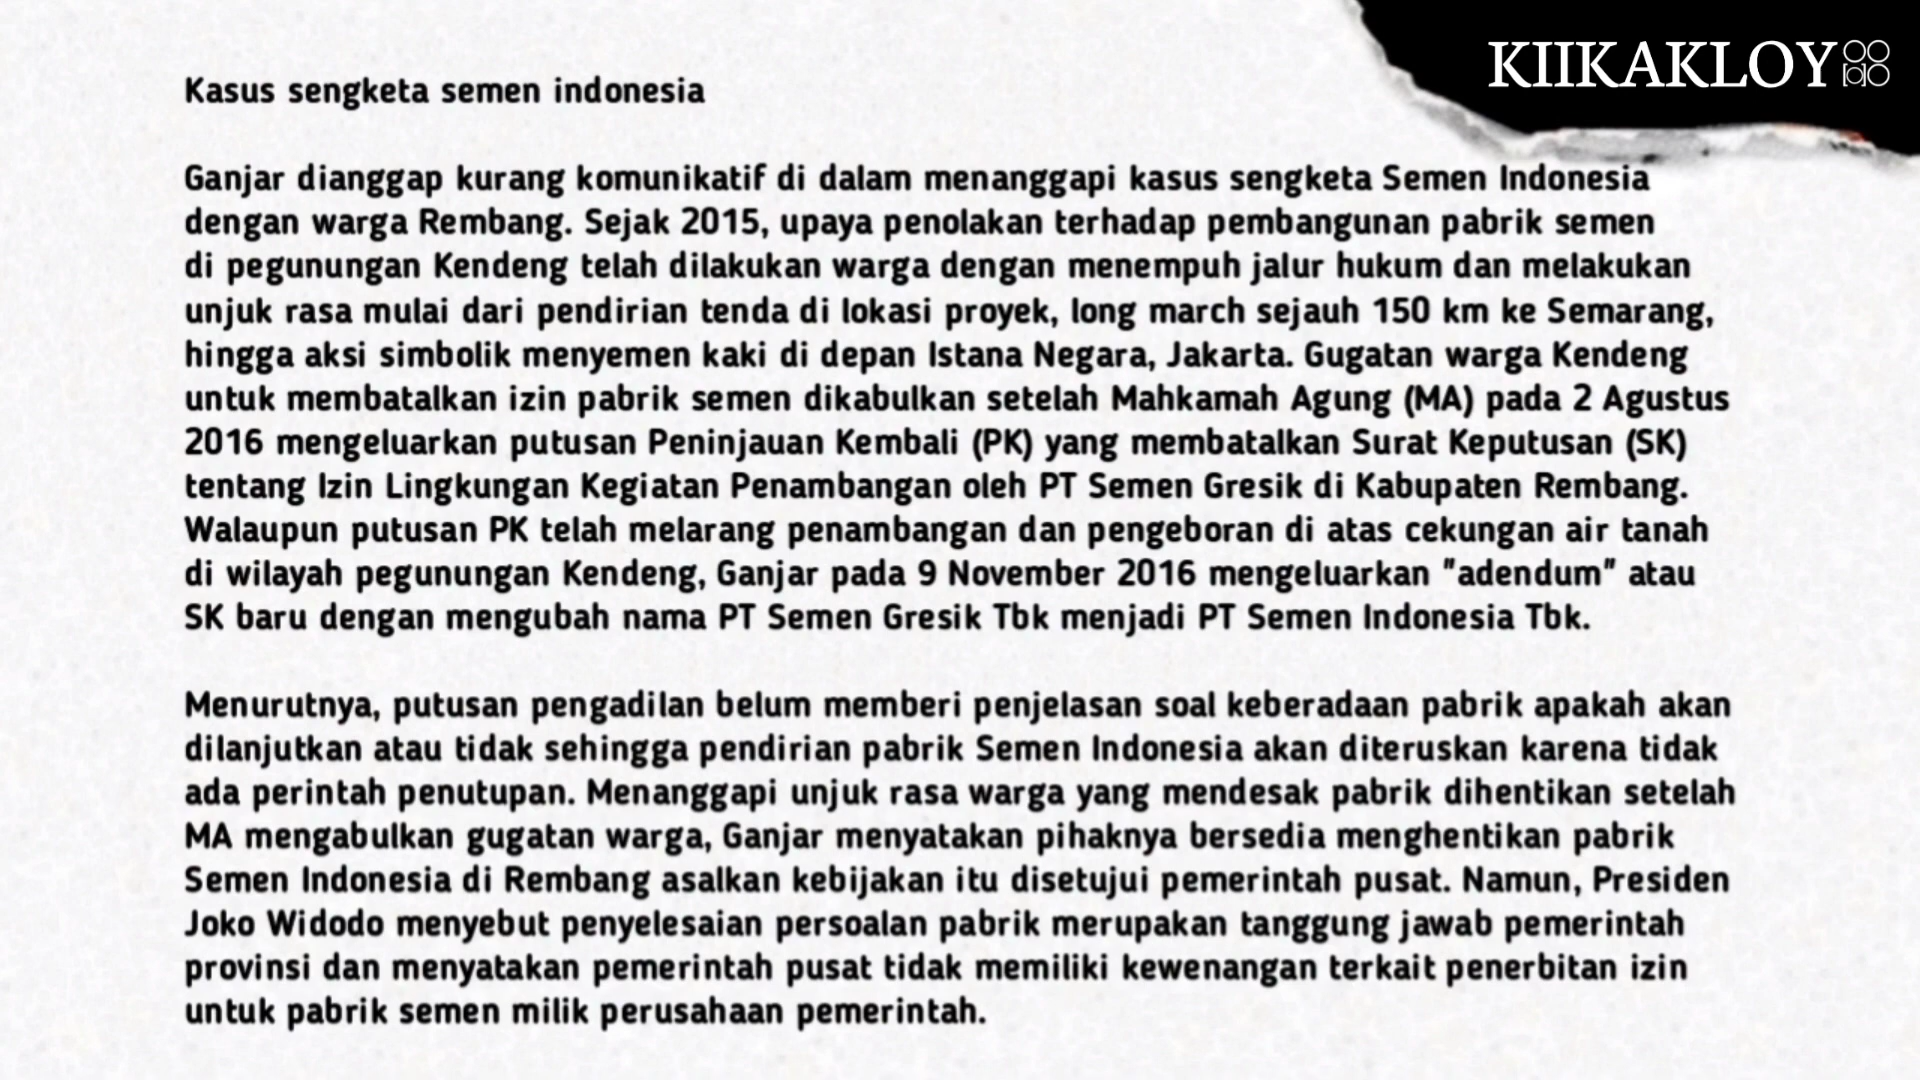 KIIKAKLOY
Kasus sengketa semen indonesia
Ganjar dianggap kurang komunikatif di dalam menanggapi kasus sengketa Semen Indonesia
dengan warga Rembang. Sejak 2015, upaya penolakan terhadap pembangunan pabrik semen
di pegunungan Kendeng telah dilakukan warga dengan menempuh jalur hukum dan melakukan
unjuk rasa mulai dari pendirian tenda di lokasi proyek, long march sejauh 150 km ke Semarang,
hingga aksi simbolik menyemen kaki di depan Istana Negara, Jakarta. Gugatan warga Kendeng
untuk membatalkan izin pabrik semen dikabulkan setelah Mahkamah Agung (MA) pada 2 Agustus
2016 mengeluarkan putusan Peninjauan Kembali (PK) yang membatalkan Surat Keputusan (SK)
tentang Izin Lingkungan Kegiatan Penambangan oleh PT Semen Gresik di Kabupaten Rembang.
Walaupun putusan PK telah melarang penambangan dan pengeboran di atas cekungan air tanah
di wilayah pegunungan Kendeng, Ganjar pada 9 November 2016 mengeluarkan "adendum" atau
SK baru dengan mengubah nama PT Semen Gresik Tbk menjadi PT Semen Indonesia Tbk.
Menurutnya, putusan pengadilan belum memberi penjelasan soal keberadaan pabrik apakah akan
dilanjutkan atau tidak sehingga pendirian pabrik Semen Indonesia akan diteruskan karena tidak
ada perintah penutupan. Menanggapi unjuk rasa warga yang mendesak pabrik dihentikan setelah
MA mengabulkan gugatan warga, Ganjar menyatakan pihaknya bersedia menghentikan pabrik
Semen Indonesia di Rembang asalkan kebijakan itu disetujui pemerintah pusat. Namun, Presiden
Joko Widodo menyebut penyelesaian persoalan pabrik merupakan tanggung jawab pemerintah
provinsi dan menyatakan pemerintah pusat tidak memiliki kewenangan terkait penerbitan izin
untuk pabrik semen milik perusahaan pemerintah.